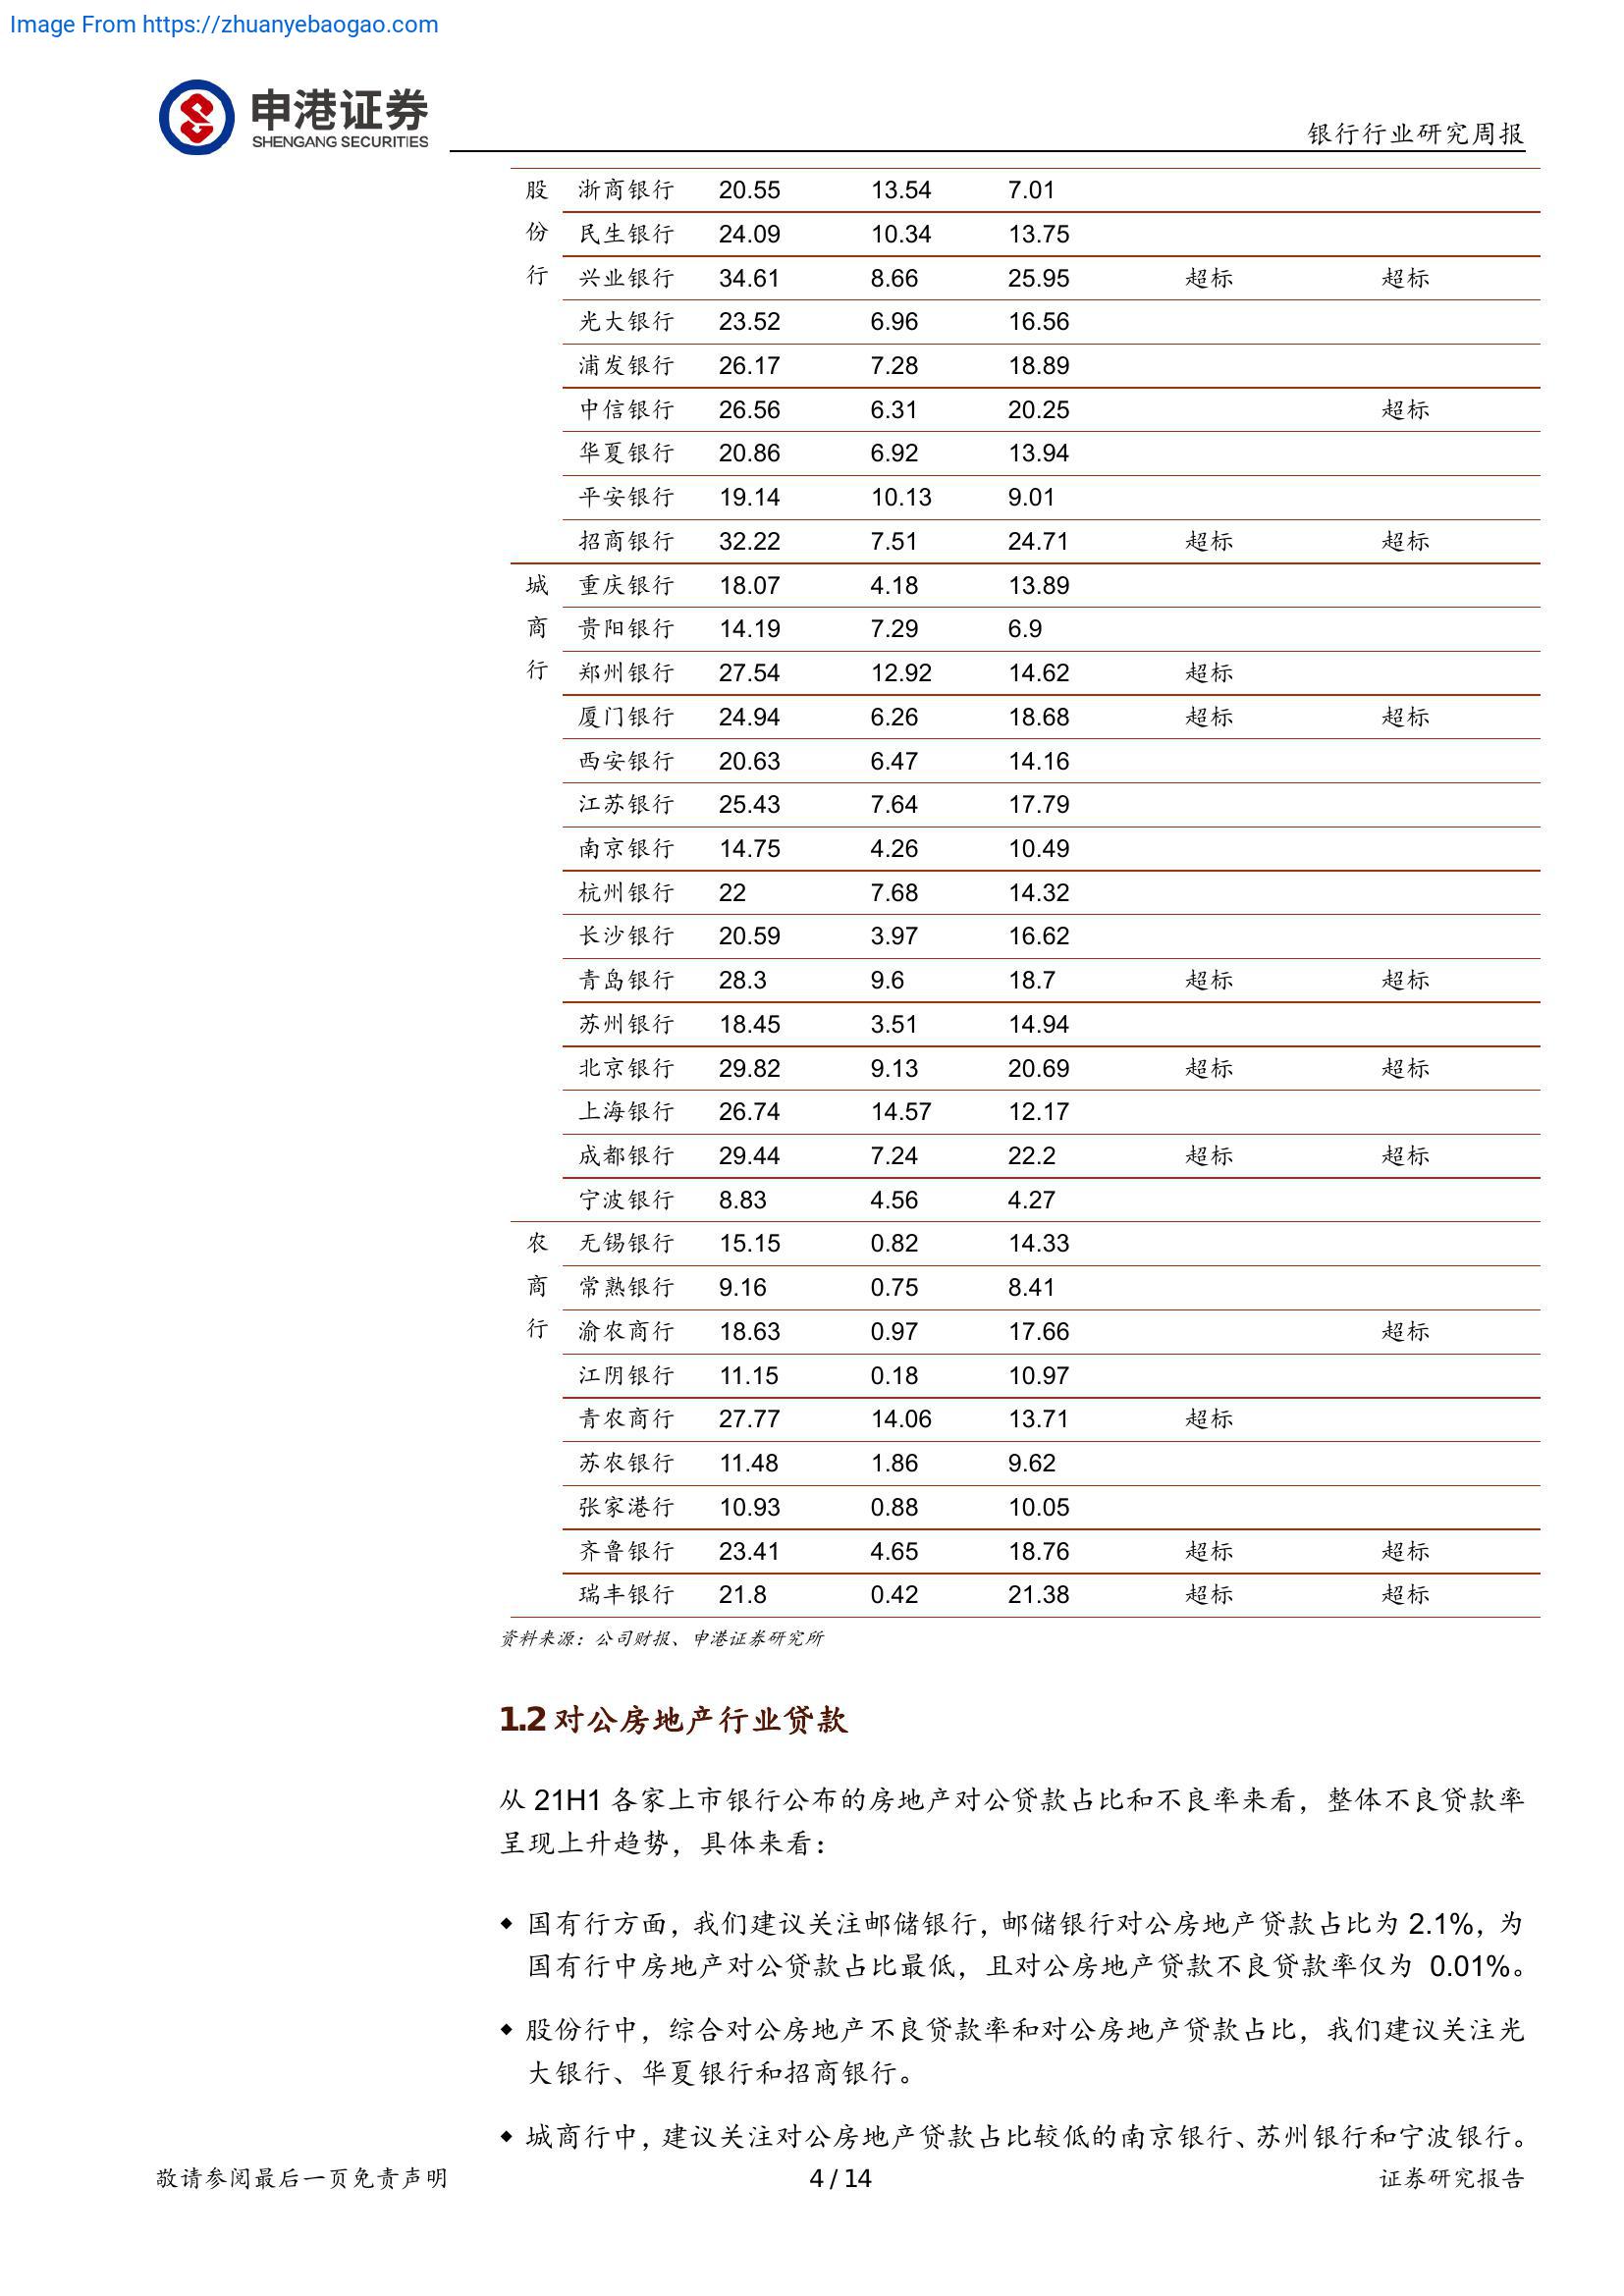 Image From https://zhuanyebaogao.com
申港证券
SHENGANG SECURITIES
银行行业研究周报
股 浙商银行 20.55 13.54 7.01
份 民生银行 24.09 10.34 13.75
行 兴业银行 34.61 8.66 25.95 超标 超标
光大银行 23.52 6.96 16.56
浦发银行 26.17 7.28 18.89
中信银行 26.56 6.31 20.25 超标
华夏银行 20.86 6.92 13.94
平安银行 19.14 10.13 9.01
招商银行 32.22 7.51 24.71 超标 超标
城 重庆银行 18.07 4.18 13.89
商 贵阳银行 14.19 7.29 6.9
行 郑州银行 27.54 12.92 14.62 超标
厦门银行 24.94 6.26 18.68 超标 超标
西安银行 20.63 6.47 14.16
江苏银行 25.43 7.64 17.79
南京银行 14.75 4.26 10.49
杭州银行 22 7.68 14.32
长沙银行 20.59 3.97 16.62
青岛银行 28.3 9.6 18.7 超标 超标
苏州银行 18.45 3.51 14.94
北京银行 29.82 9.13 20.69 超标 超标
上海银行 26.74 14.57 12.17
成都银行 29.44 7.24 22.2 超标 超标
宁波银行 8.83 4.56 4.27
农 无锡银行 15.15 0.82 14.33
商 常熟银行 9.16 0.75 8.41
行 渝农商行 18.63 0.97 17.66 超标
江阴银行 11.15 0.18 10.97
青农商行 27.77 14.06 13.71 超标
苏农银行 11.48 1.86 9.62
张家港行 10.93 0.88 10.05
齐鲁银行 23.41 4.65 18.76 超标 超标
瑞丰银行 21.8 0.42 21.38 超标 超标
资料来源：公司财报、申港证券研究所
1.2 对公房地产行业贷款
从 21H1 各家上市银行公布的房地产对公贷款占比和不良率来看，整体不良贷款率
呈现上升趋势，具体来看：
◆ 国有行方面，我们建议关注邮储银行，邮储银行对公房地产贷款占比为 2.1%，为
国有行中房地产对公贷款占比最低，且对公房地产贷款不良贷款率仅为 0.01%。
◆ 股份行中，综合对公房地产不良贷款率和对公房地产贷款占比，我们建议关注光
大银行、华夏银行和招商银行。
◆ 城商行中，建议关注对公房地产贷款占比较低的南京银行、苏州银行和宁波银行。
敬请参阅最后一页免责声明 4 / 14 证券研究报告